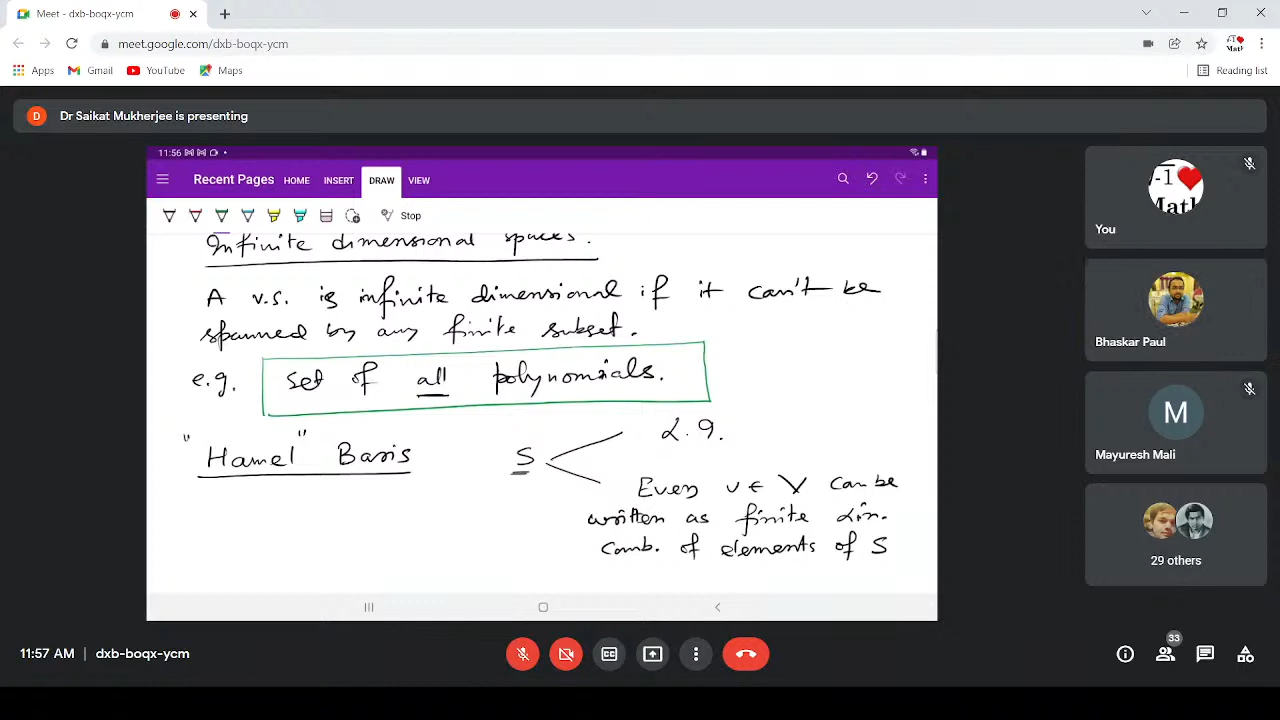 Meet - dxb-boqx-ycm
meet.google.com/dxb-boqx-ycm
Apps Gmail YouTube Maps Reading list
D Dr Saikat Mukherjee is presenting
11:56
Recent Pages HOME INSERT DRAW VIEW
Stop
Infinite dimensional spaces.
A v.s. is infinite dimensional if it can't be
spanned by any finite subset.
e.g. set of all polynomials.
"Hamel" Basis S L.I.
Every v ∈ V can be
written as finite Lin.
Comb. of elements of S
√-1
Math
You
Bhaskar Paul
M
Mayuresh Mali
29 others
11:57 AM | dxb-boqx-ycm
33